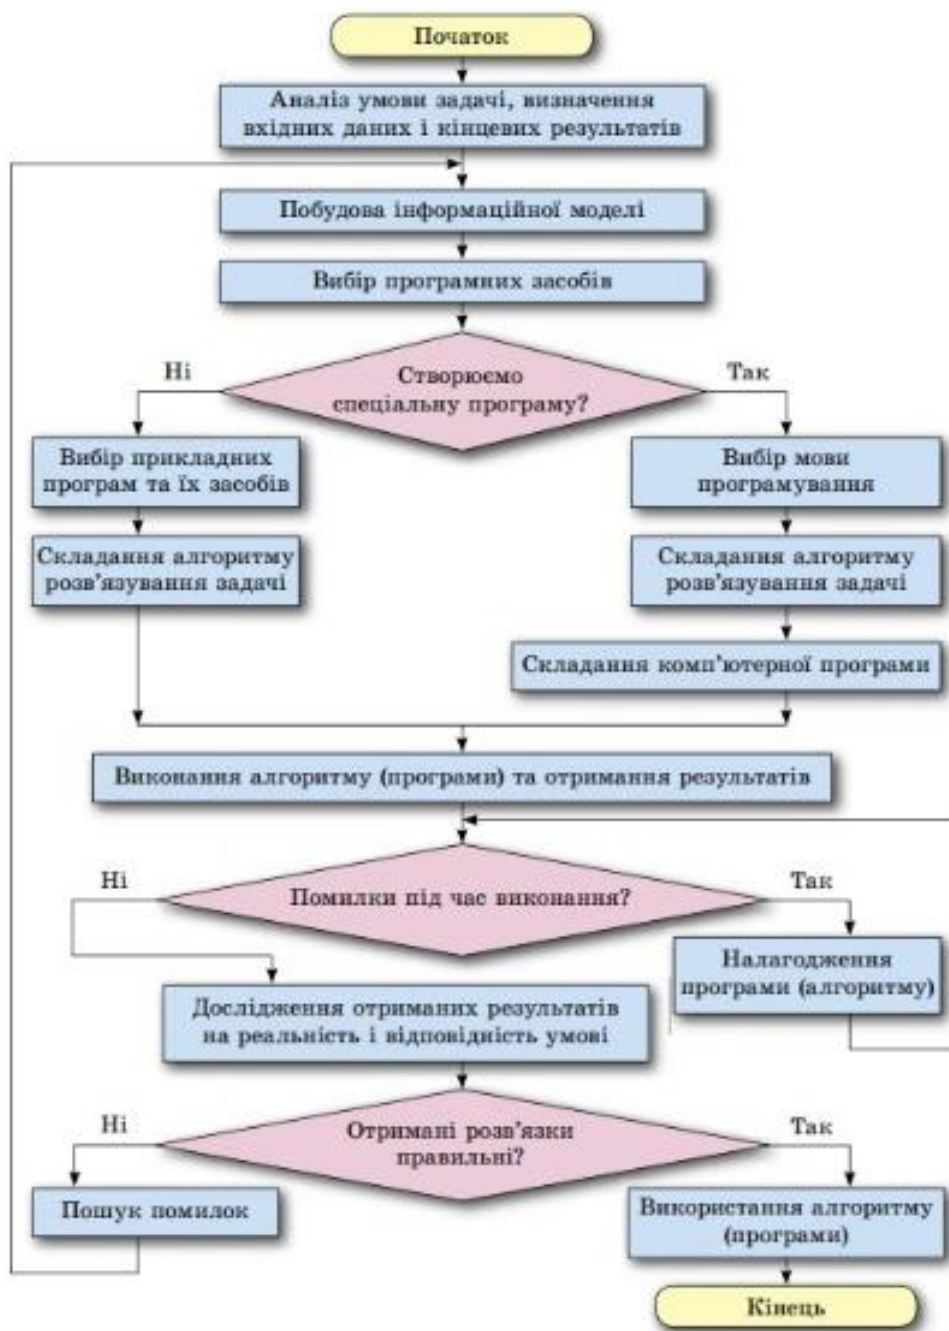 Початок
Аналіз умови задачі, визначення
вхідних даних і кінцевих результатів
Побудова інформаційної моделі
Вибір програмних засобів
Створюємо
спеціальну програму?
Ні
Так
Вибір прикладних
програм та їх засобів
Вибір мови
програмування
Складання алгоритму
розв'язування задачі
Складання алгоритму
розв'язування задачі
Складання комп'ютерної програми
Виконання алгоритму (програми) та отримання результатів
Помилки під час виконання?
Ні
Так
Налагодження
програми (алгоритму)
Дослідження отриманих результатів
на реальність і відповідність умові
Отримані розв'язки
правильні?
Ні
Так
Пошук помилок
Використання алгоритму
(програми)
Кінець